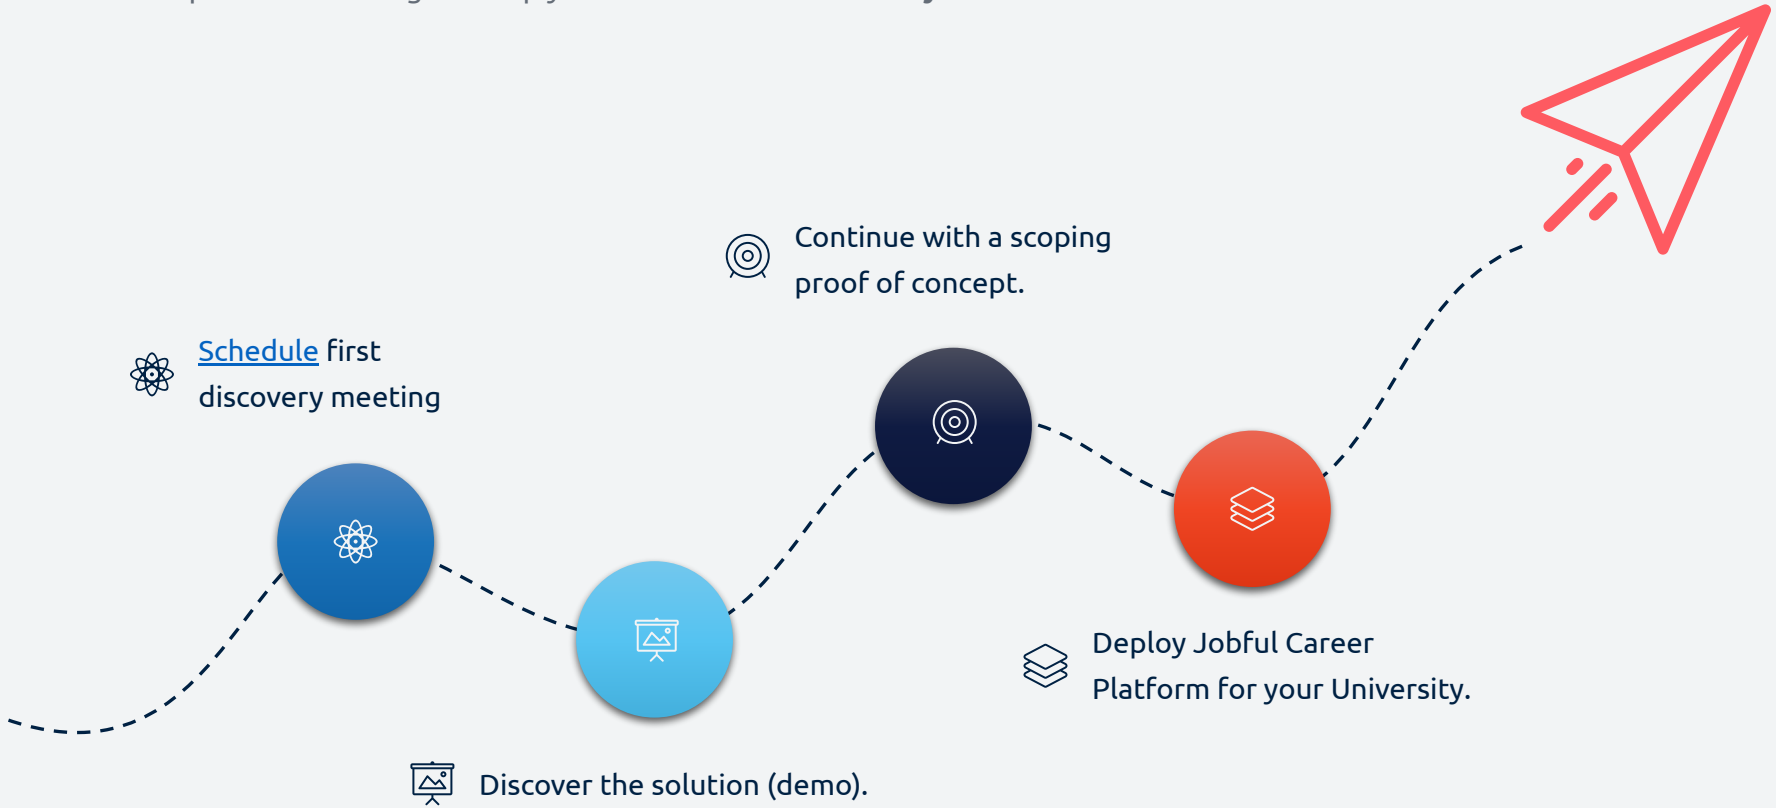 Schedule first
discovery meeting
Discover the solution (demo).
Continue with a scoping
proof of concept.
Deploy Jobful Career
Platform for your University.